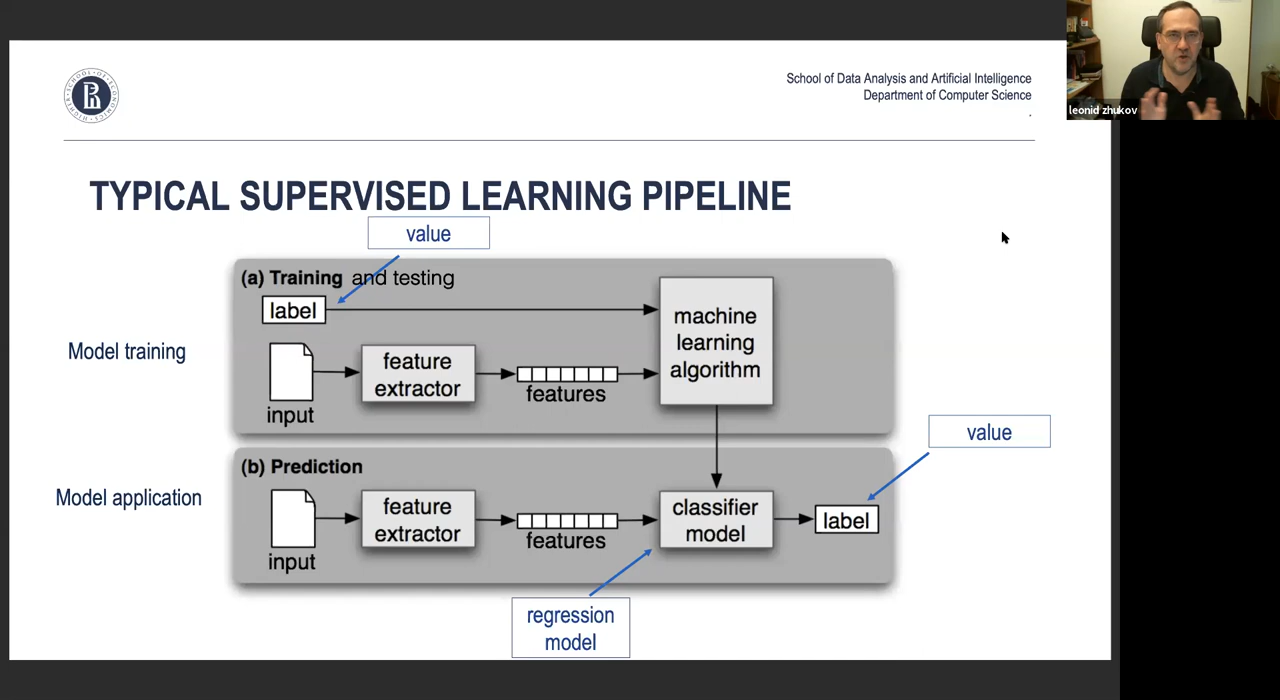 School of Data Analysis and Artificial Intelligence
Department of Computer Science
.
leonid zhukov
TYPICAL SUPERVISED LEARNING PIPELINE
value
(a) Training and testing
label
machine
learning
algorithm
Model training
feature
extractor
features
input
value
(b) Prediction
Model application
feature
extractor
features
input
classifier
model
label
regression
model